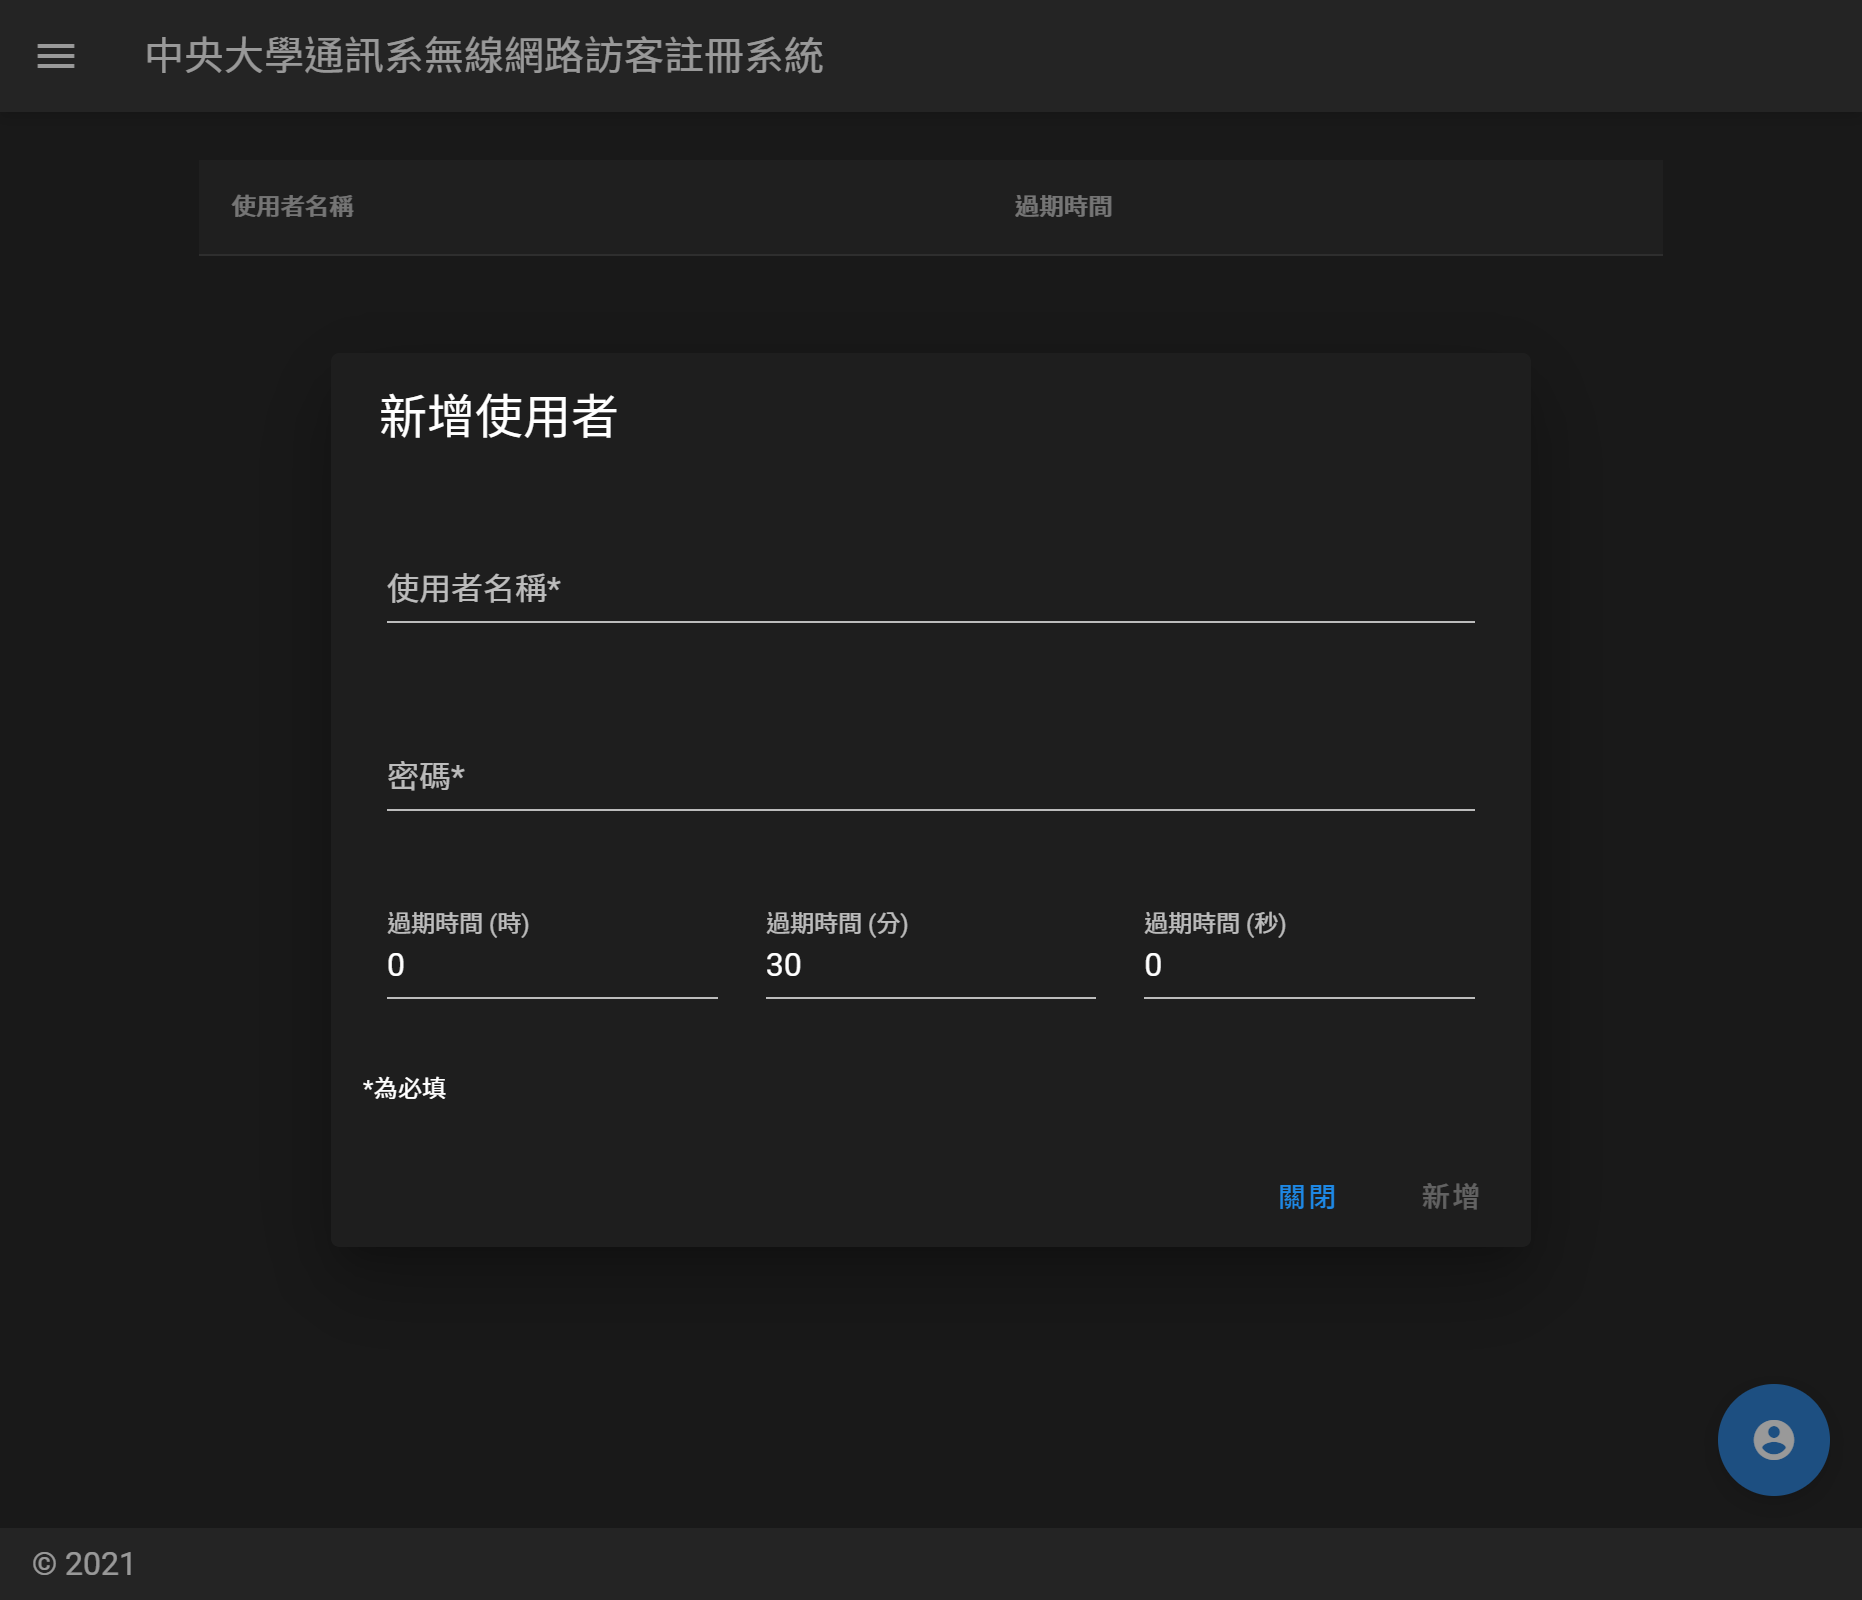 中央大學通訊系無線網路訪客註冊系統
使用者名稱 過期時間
新增使用者
使用者名稱*
密碼*
過期時間 (時) 過期時間 (分) 過期時間 (秒)
0 30 0
*為必填
關閉 新增
© 2021